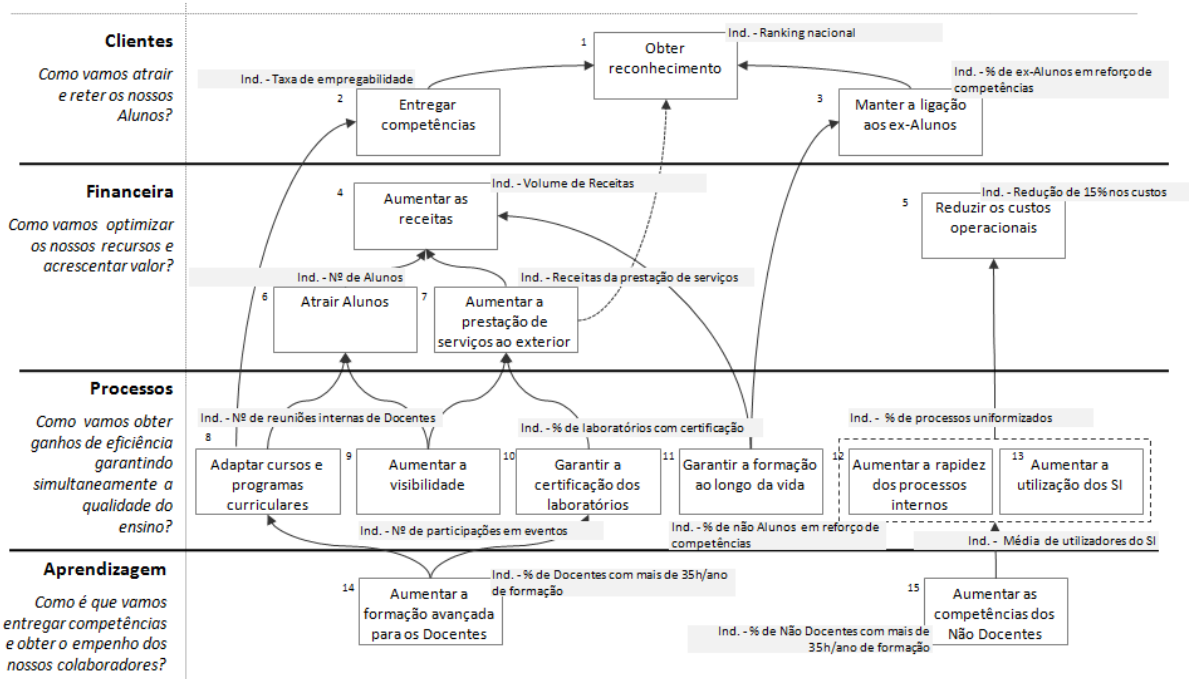 Clientes
Como vamos atrair
e reter os nossos
Alunos?
1
Obter
reconhecimento
Ind. - Ranking nacional
Ind. - Taxa de empregabilidade
2
Entregar
competências
Ind. - % de ex-Alunos em reforço de
competências
3
Manter a ligação
aos ex-Alunos
Financeira
Como vamos optimizar
os nossos recursos e
acrescentar valor?
4
Aumentar as
receitas
Ind. - Volume de Receitas
5
Ind. - Redução de 15% nos custos
Reduzir os custos
operacionais
Ind. - Nº de Alunos
6
Atrair Alunos
Ind. - Receitas da prestação de serviços
7
Aumentar a
prestação de
serviços ao exterior
Processos
Como vamos obter
ganhos de eficiência
garantindo
simultaneamente a
qualidade do
ensino?
Ind. - Nº de reuniões internas de Docentes
8
Adaptar cursos e
programas
curriculares
9
Aumentar a
visibilidade
Ind. - Nº de participações em eventos
Ind. - % de laboratórios com certificação
10
Garantir a
certificação dos
laboratórios
11
Garantir a formação
ao longo da vida
Ind. - % de não Alunos em reforço de
competências
Ind. - % de processos uniformizados
12
Aumentar a rapidez
dos processos
internos
13
Aumentar a
utilização dos SI
Ind. - Média de utilizadores do SI
Aprendizagem
Como é que vamos
entregar competências
e obter o empenho dos
nossos colaboradores?
14
Aumentar a
formação avançada
para os Docentes
Ind. - % de Docentes com mais de 35h/ano
de formação
15
Aumentar as
competências dos
Não Docentes
Ind. - % de Não Docentes com mais de
35h/ano de formação